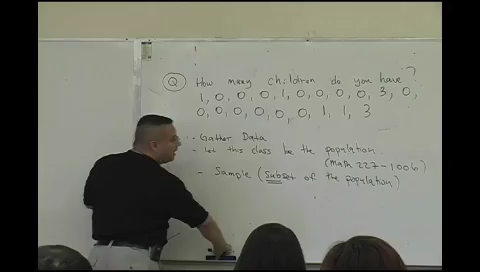 Q How many children do you have?
1, 0, 0, 0, 1, 0, 0, 0, 0, 3, 0,
0, 0, 0, 0, 0, 0, 0, 1, 1, 3
- Gather Data
- Let this class be the population
(math 227-1006)
- Sample (Subset of the population)